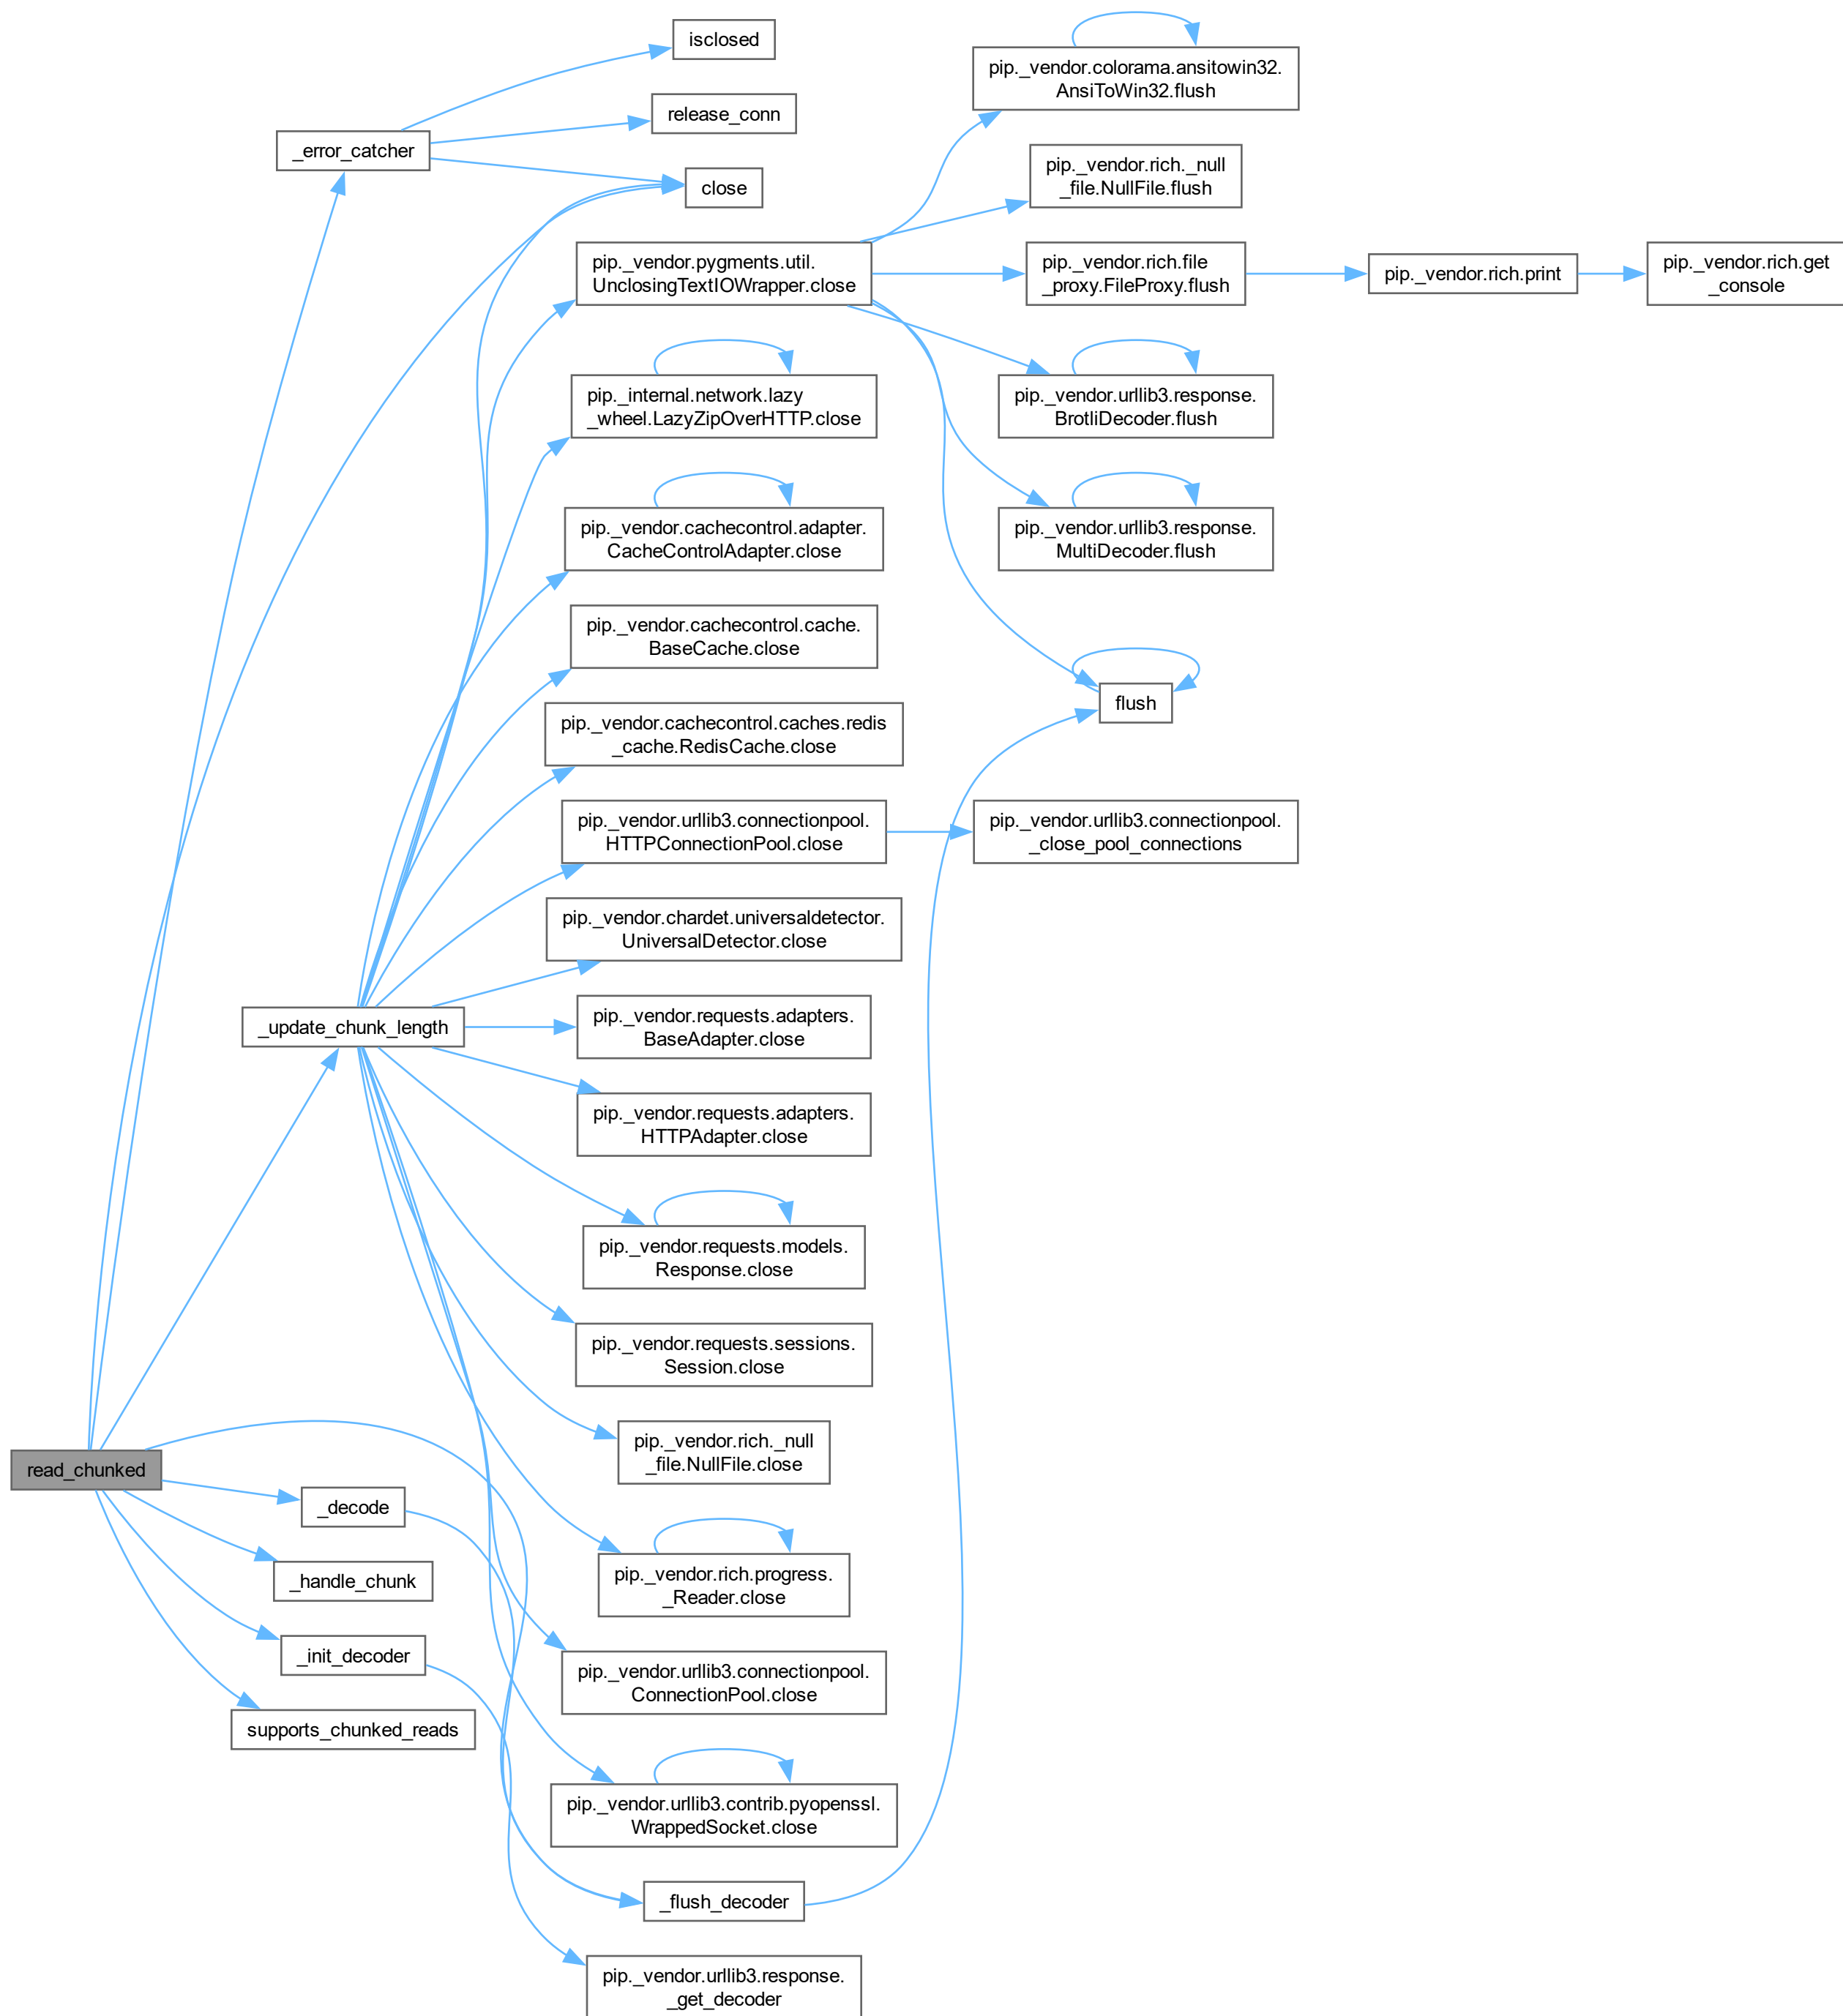 isclosed
release_conn
_error_catcher
close
pip._vendor.colorama.ansitowin32.
AnsiToWin32.flush
pip._vendor.rich._null
_file.NullFile.flush
pip._vendor.pygments.util.
UnclosingTextIOWrapper.close
pip._vendor.rich.file
_proxy.FileProxy.flush
pip._vendor.rich.print
pip._vendor.rich.get
_console
pip._internal.network.lazy
_wheel.LazyZipOverHTTP.close
pip._vendor.urllib3.response.
BrotliDecoder.flush
pip._vendor.cachecontrol.adapter.
CacheControlAdapter.close
pip._vendor.urllib3.response.
MultiDecoder.flush
pip._vendor.cachecontrol.cache.
BaseCache.close
flush
pip._vendor.cachecontrol.caches.redis
_cache.RedisCache.close
pip._vendor.urllib3.connectionpool.
HTTPConnectionPool.close
pip._vendor.urllib3.connectionpool.
_close_pool_connections
pip._vendor.chardet.universaldetector.
UniversalDetector.close
_update_chunk_length
pip._vendor.requests.adapters.
BaseAdapter.close
pip._vendor.requests.adapters.
HTTPAdapter.close
pip._vendor.requests.models.
Response.close
pip._vendor.requests.sessions.
Session.close
pip._vendor.rich._null
_file.NullFile.close
read_chunked
_decode
_handle_chunk
pip._vendor.rich.progress.
_Reader.close
_init_decoder
pip._vendor.urllib3.connectionpool.
ConnectionPool.close
supports_chunked_reads
pip._vendor.urllib3.contrib.pyopenssl.
WrappedSocket.close
_flush_decoder
pip._vendor.urllib3.response.
_get_decoder